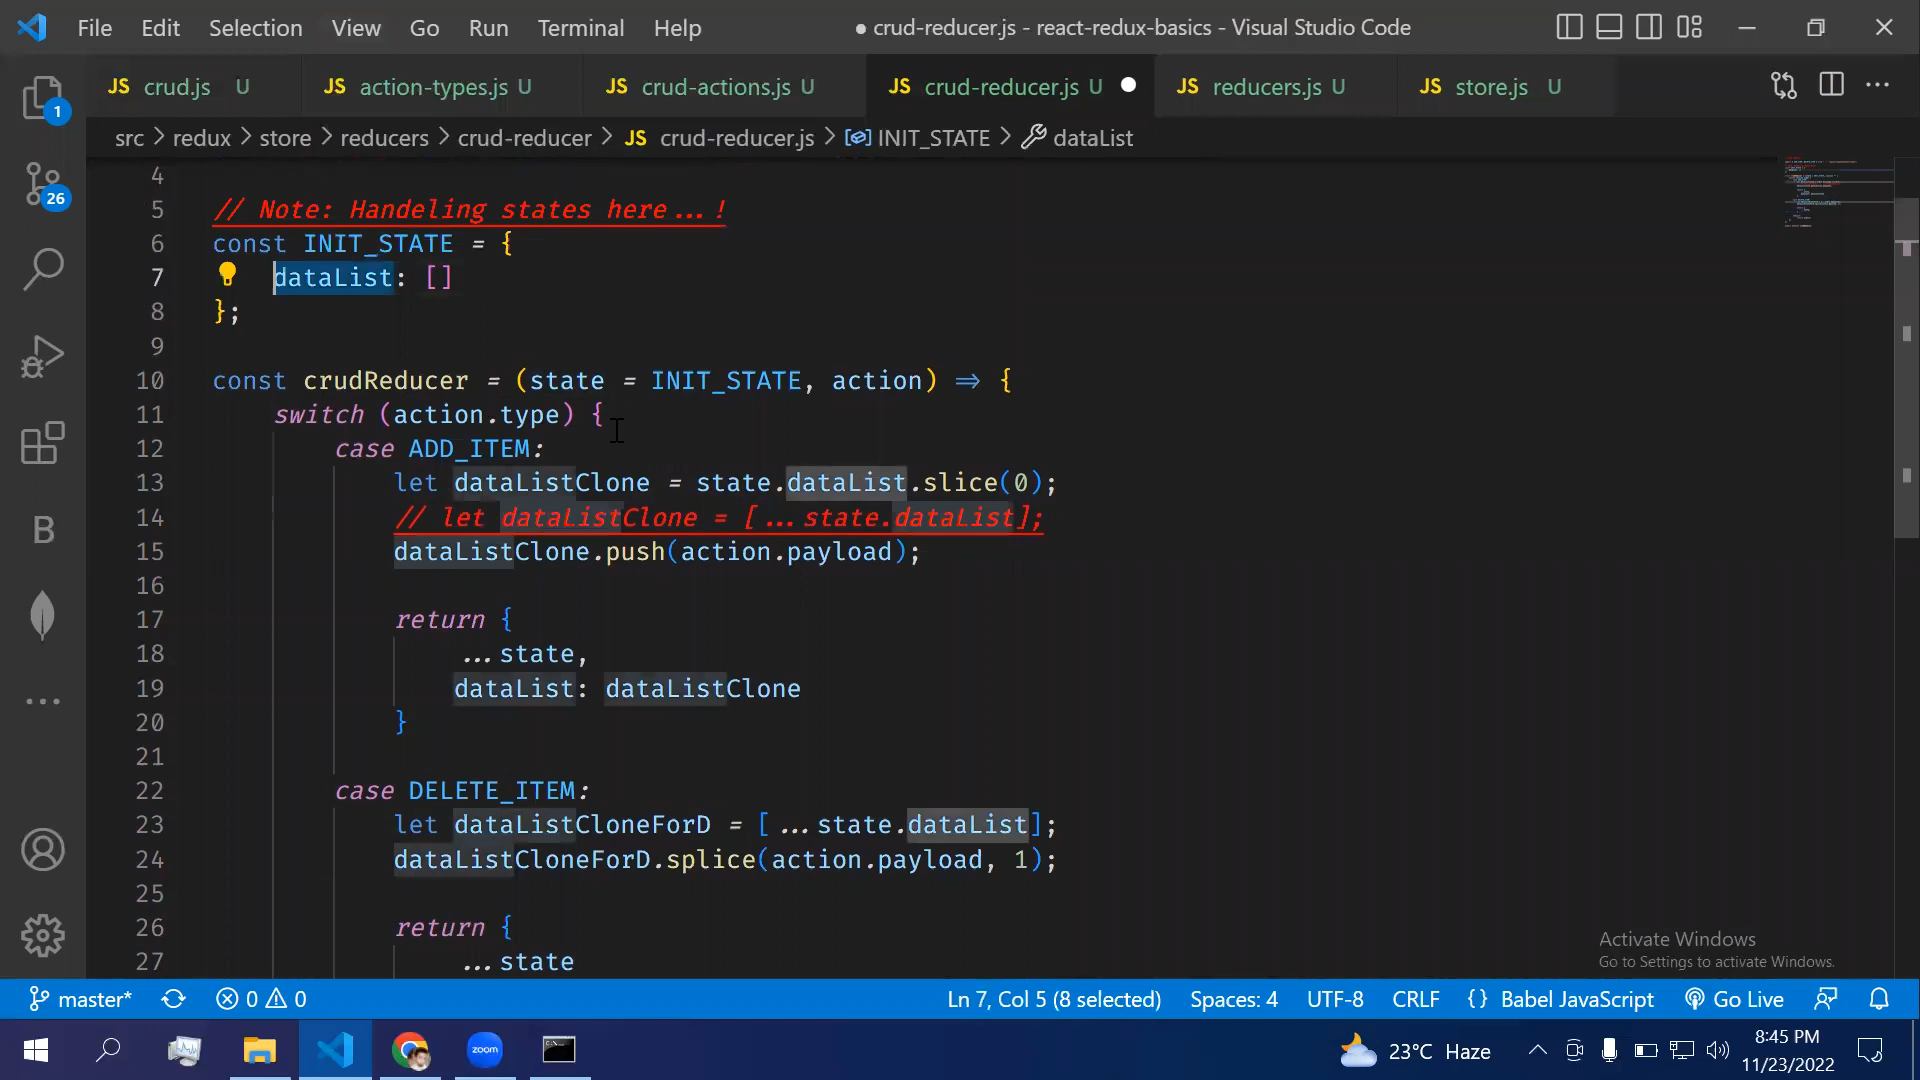 File Edit Selection View Go Run Terminal Help ● crud-reducer.js - react-redux-basics - Visual Studio Code
JS crud.js U JS action-types.js U JS crud-actions.js U JS crud-reducer.js U JS reducers.js U JS store.js U
src > redux > store > reducers > crud-reducer > JS crud-reducer.js > INIT_STATE > dataList
4
5 // Note: Handeling states here...!
6 const INIT_STATE = {
7 dataList: []
8 };
9
10 const crudReducer = (state = INIT_STATE, action) => {
11 switch (action.type) {
12 case ADD_ITEM:
13 let dataListClone = state.dataList.slice(0);
14 // let dataListClone = [...state.dataList];
15 dataListClone.push(action.payload);
16
17 return {
18 ...state,
19 dataList: dataListClone
20 }
21
22 case DELETE_ITEM:
23 let dataListCloneForD = [...state.dataList];
24 dataListCloneForD.splice(action.payload, 1);
25
26 return {
27 ...state
1
26
B
Activate Windows
Go to Settings to activate Windows.
master* 0 0 Ln 7, Col 5 (8 selected) Spaces: 4 UTF-8 CRLF {} Babel JavaScript Go Live
zoom 23°C Haze 8:45 PM
11/23/2022